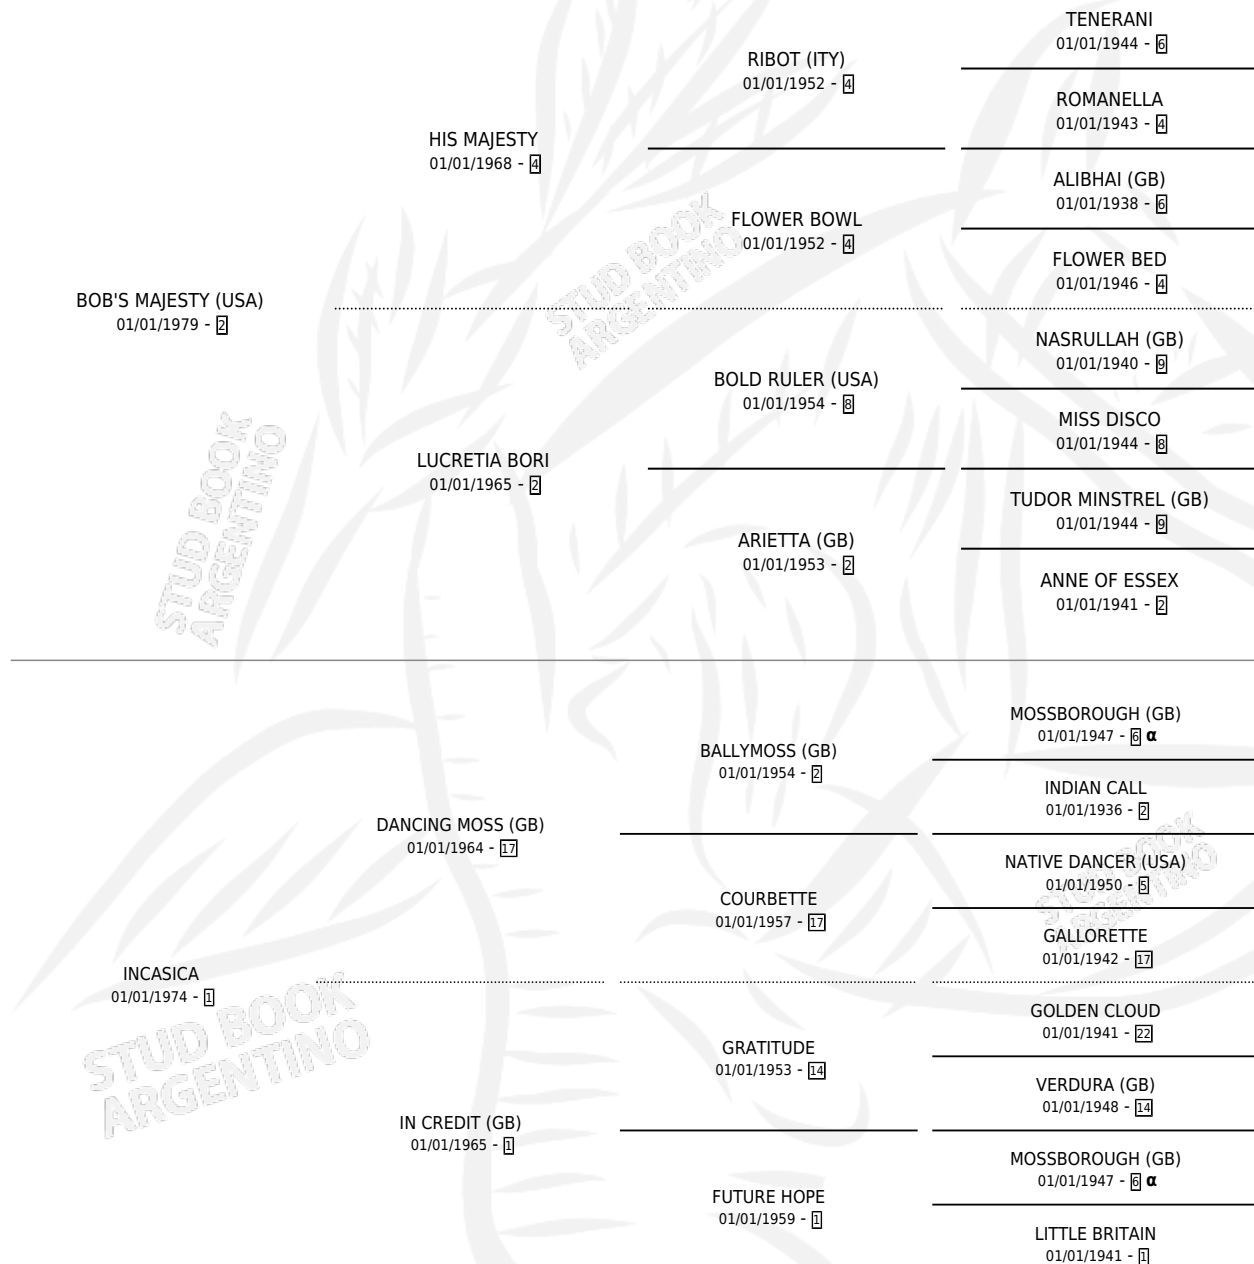 TENERANI
01/01/1944 - 6
RIBOT (ITY)
01/01/1952 - 4
ROMANELLA
01/01/1943 - 4
HIS MAJESTY
01/01/1968 - 4
ALIBHAI (GB)
01/01/1938 - 6
FLOWER BOWL
01/01/1952 - 4
FLOWER BED
01/01/1946 - 4
BOB'S MAJESTY (USA)
01/01/1979 - 2
NASRULLAH (GB)
01/01/1940 - 9
BOLD RULER (USA)
01/01/1954 - 8
MISS DISCO
01/01/1944 - 8
LUCRETIA BORI
01/01/1965 - 2
TUDOR MINSTREL (GB)
01/01/1944 - 9
ARIETTA (GB)
01/01/1953 - 2
ANNE OF ESSEX
01/01/1941 - 2
STUD BOOK
ARGENTINO
STUD BOOK
ARGENTINO
MOSSBOROUGH (GB)
01/01/1947 - 6 α
BALLYMOSS (GB)
01/01/1954 - 2
INDIAN CALL
01/01/1936 - 2
DANCING MOSS (GB)
01/01/1964 - 17
NATIVE DANCER (USA)
01/01/1950 - 5
COURBETTE
01/01/1957 - 17
GALLORETTE
01/01/1942 - 17
INCASICA
01/01/1974 - 1
GOLDEN CLOUD
01/01/1941 - 22
GRATITUDE
01/01/1953 - 14
VERDURA (GB)
01/01/1948 - 14
IN CREDIT (GB)
01/01/1965 - 1
MOSSBOROUGH (GB)
01/01/1947 - 6 α
FUTURE HOPE
01/01/1959 - 1
LITTLE BRITAIN
01/01/1941 - 1
STUD BOOK
ARGENTINO
STUD BOOK
ARGENTINO